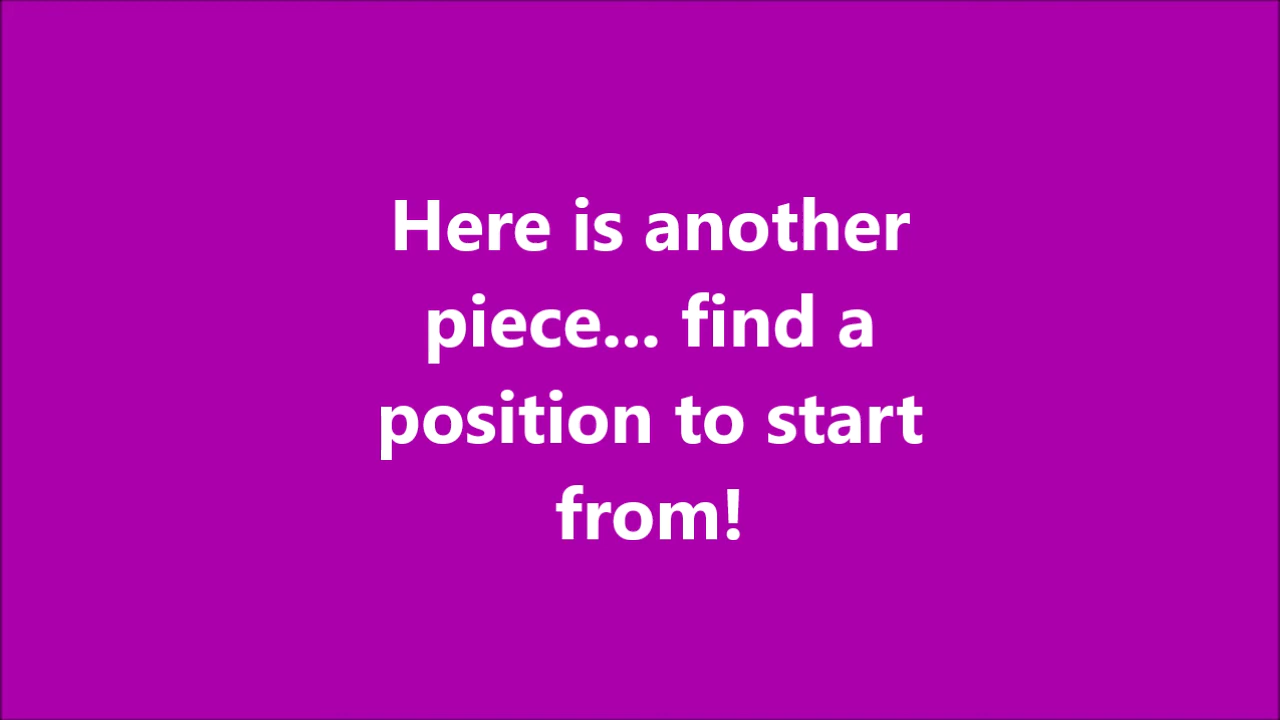 Here is another
piece... find a
position to start
from!